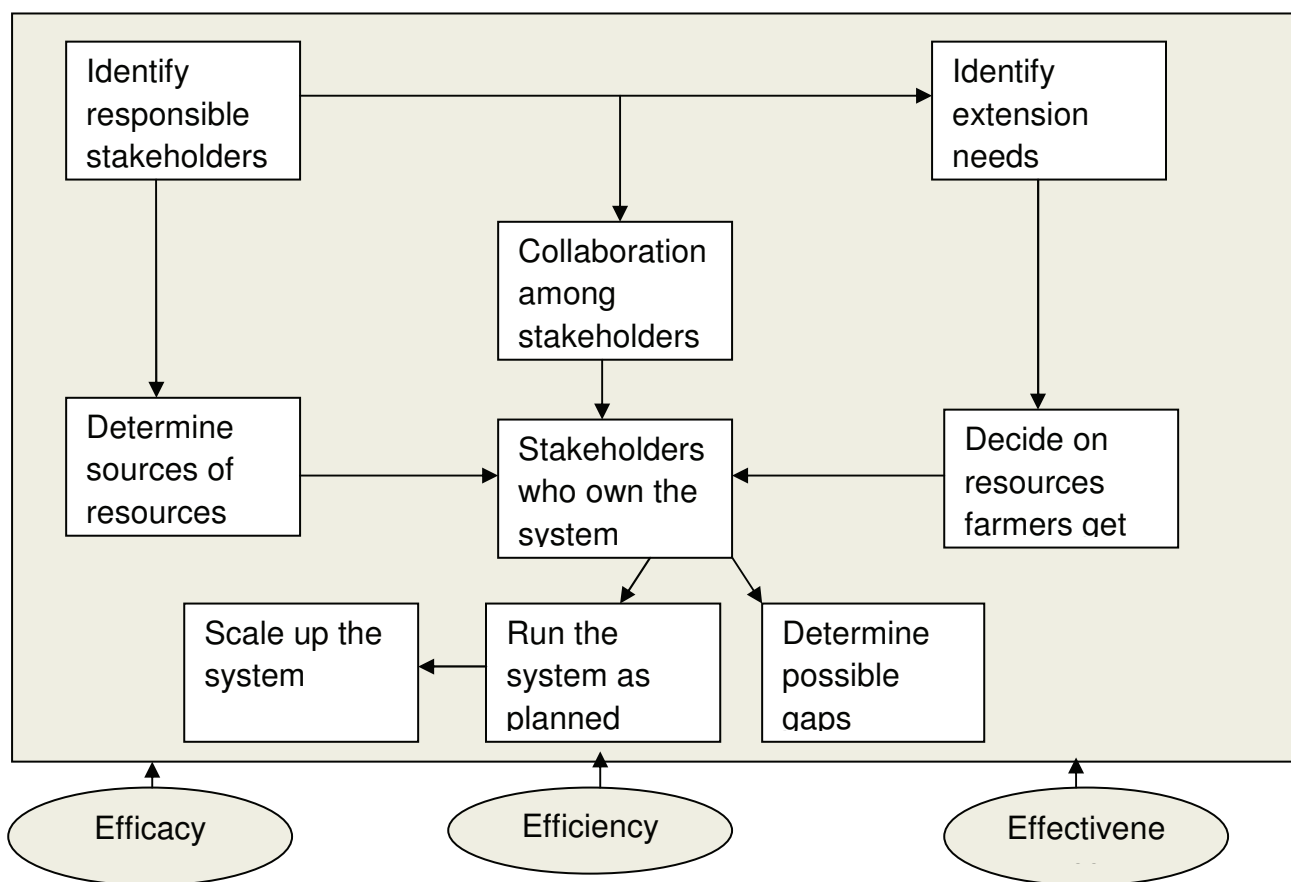 Identify
responsible
stakeholders
Identify
extension
needs
Collaboration
among
stakeholders
Determine
sources of
resources
Stakeholders
who own the
system
Decide on
resources
farmers get
Scale up the
system
Run the
system as
planned
Determine
possible
gaps
Efficacy
Efficiency
Effectivene